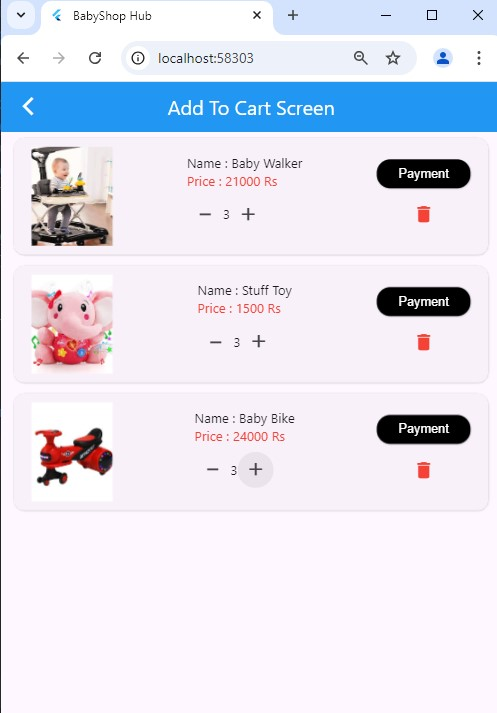 BabyShop Hub
localhost:58303
Add To Cart Screen
Name : Baby Walker
Price : 21000 Rs
Payment
3
Name : Stuff Toy
Price : 1500 Rs
Payment
3
Name : Baby Bike
Price : 24000 Rs
Payment
3